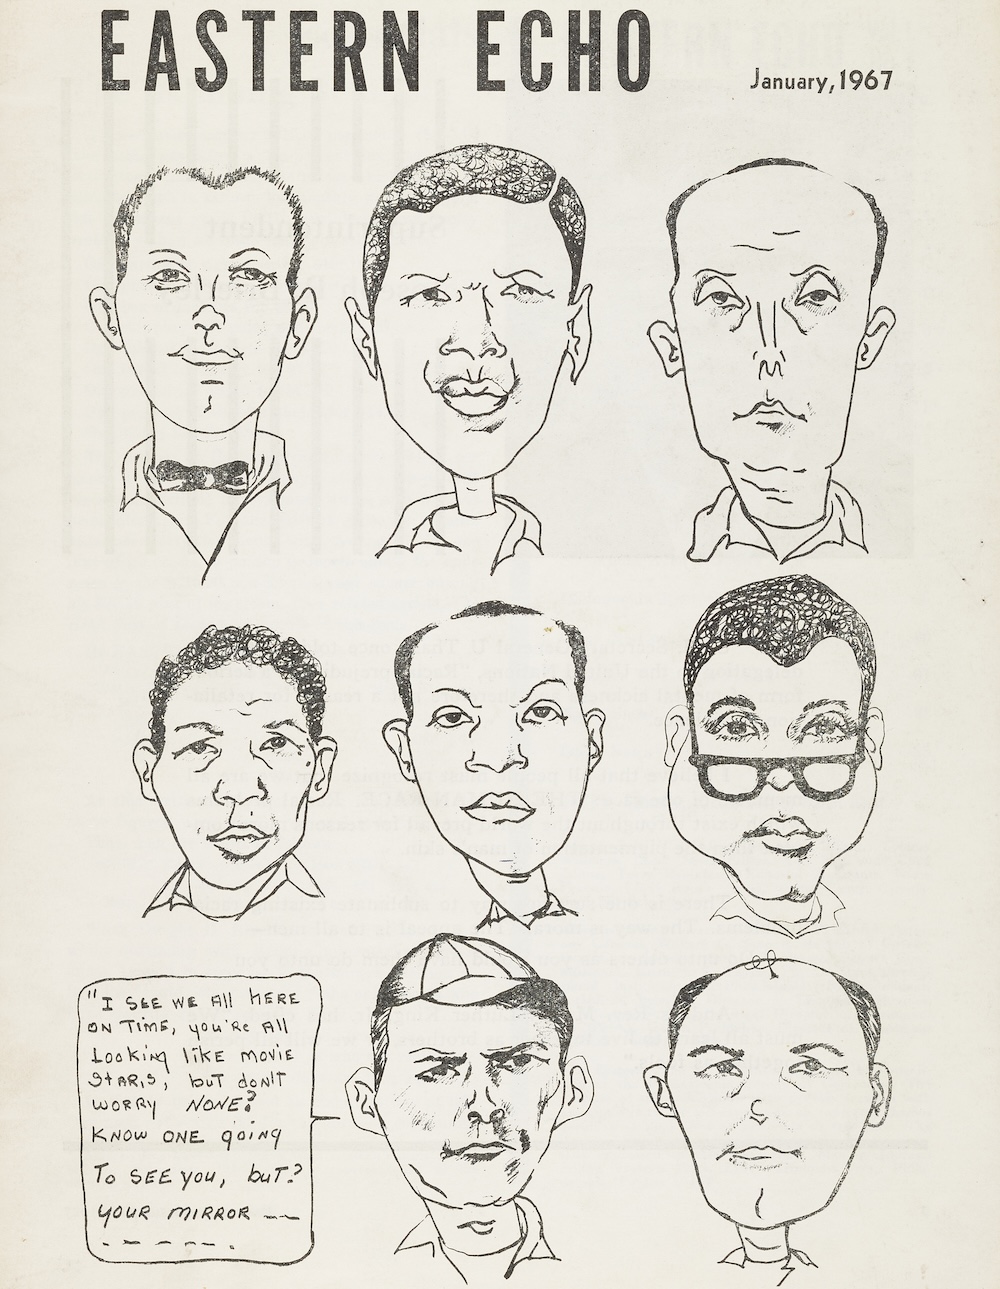 EASTERN ECHO
January, 1967
"I SEE WE All HERE
ON TIME, you'Re All
LOOKING lIKE MOVIE
STARS, buT doN'T
WORRY NONE?
KNOW ONE going
To SEE you, buT?
YOUR MIRROR -- --
- - - - - .